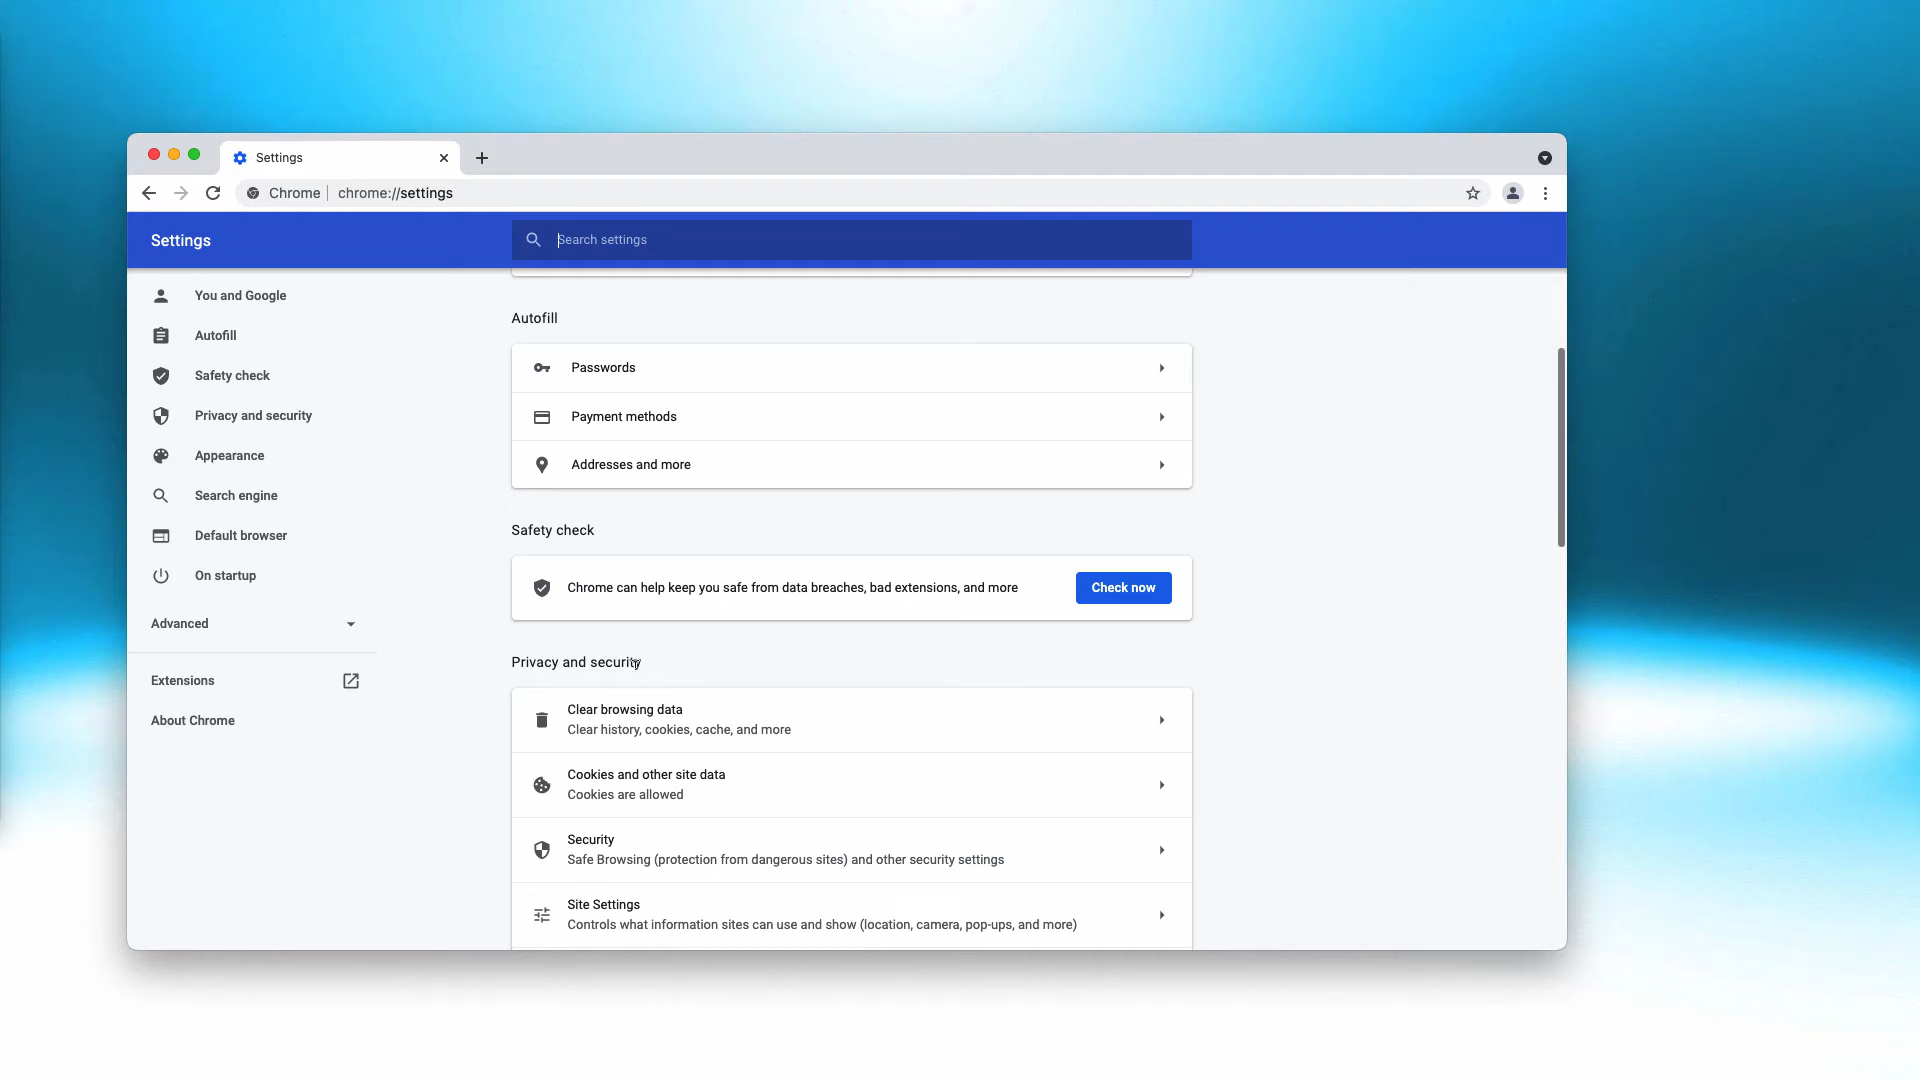 Settings
Chrome
chrome://settings
Settings
Search settings
You and Google
Autofill
Safety check
Privacy and security
Appearance
Search engine
Default browser
On startup
Advanced
Extensions
About Chrome
Autofill
Passwords
Payment methods
Addresses and more
Safety check
Chrome can help keep you safe from data breaches, bad extensions, and more
Check now
Privacy and security
Clear browsing data
Clear history, cookies, cache, and more
Cookies and other site data
Cookies are allowed
Security
Safe Browsing (protection from dangerous sites) and other security settings
Site Settings
Controls what information sites can use and show (location, camera, pop-ups, and more)